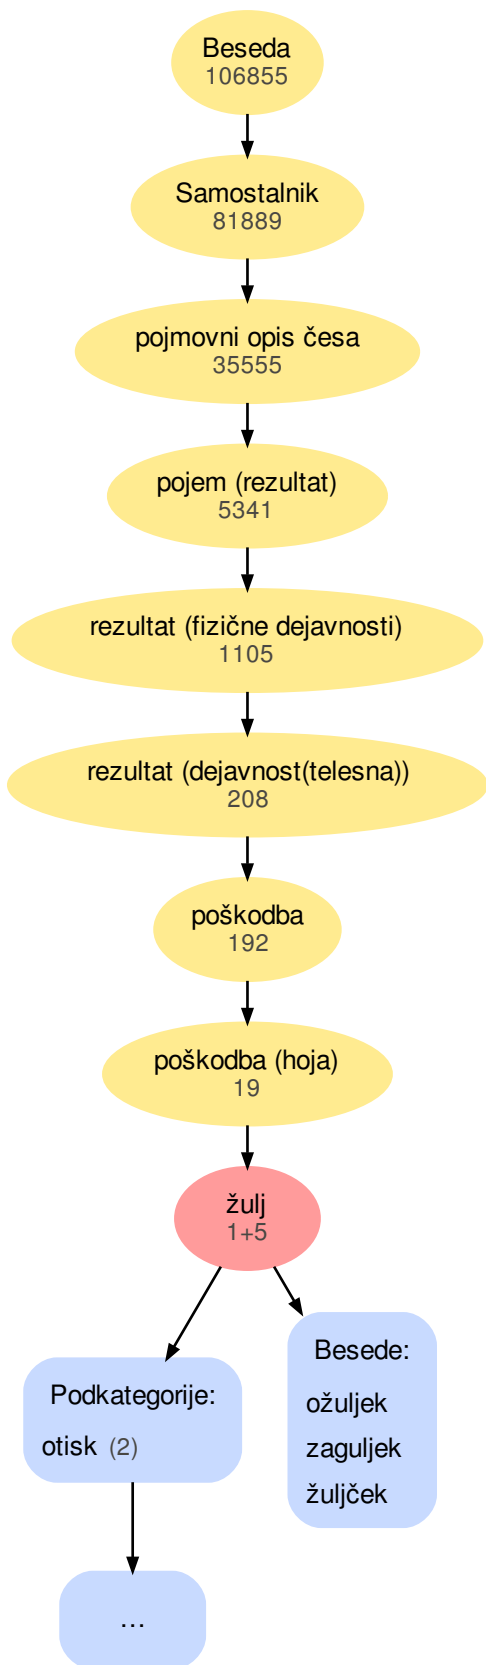 Beseda
106855
Samostalnik
81889
pojmovni opis česa
35555
pojem (rezultat)
5341
rezultat (fizične dejavnosti)
1105
rezultat (dejavnost(telesna))
208
poškodba
192
poškodba (hoja)
19
žulj
1+5
Podkategorije:
otisk (2)
...
Besede:
ožuljek
zaguljek
žuljček